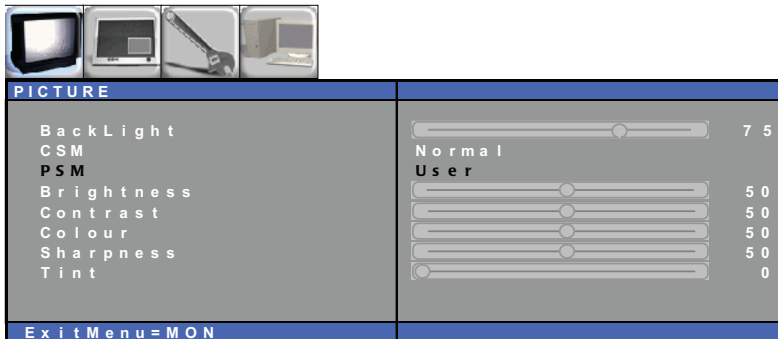 PICTURE
BackLight 75
CSM Normal
PSM User
Brightness 50
Contrast 50
Colour 50
Sharpness 50
Tint 0
ExitMenu=MON